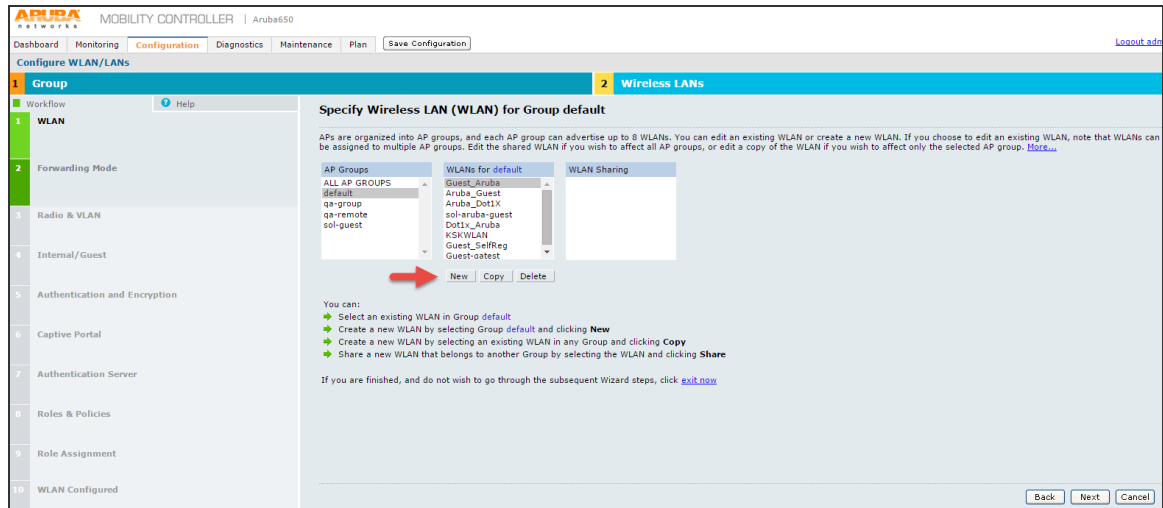 ARUBA networks MOBILITY CONTROLLER | Aruba650
Dashboard Monitoring Configuration Diagnostics Maintenance Plan Save Configuration Logout adm
Configure WLAN/LANs
1 Group 2 Wireless LANs
Workflow Help
1 WLAN
2 Forwarding Mode
3 Radio & VLAN
4 Internal/Guest
5 Authentication and Encryption
6 Captive Portal
7 Authentication Server
8 Roles & Policies
9 Role Assignment
10 WLAN Configured
Specify Wireless LAN (WLAN) for Group default
APs are organized into AP groups, and each AP group can advertise up to 8 WLANs. You can edit an existing WLAN or create a new WLAN. If you choose to edit an existing WLAN, note that WLANs can
be assigned to multiple AP groups. Edit the shared WLAN if you wish to affect all AP groups, or edit a copy of the WLAN if you wish to affect only the selected AP group. More...
AP Groups
ALL AP GROUPS
default
qa-group
qa-remote
sol-guest
WLANs for default
Guest_Aruba
Aruba_Guest
Aruba_Dot1X
sol-aruba-guest
Dot1x_Aruba
KSKWLAN
Guest_SelfReg
Guest-qatest
WLAN Sharing
New Copy Delete
You can:
Select an existing WLAN in Group default
Create a new WLAN by selecting Group default and clicking New
Create a new WLAN by selecting an existing WLAN in any Group and clicking Copy
Share a new WLAN that belongs to another Group by selecting the WLAN and clicking Share
If you are finished, and do not wish to go through the subsequent Wizard steps, click exit now
Back Next Cancel